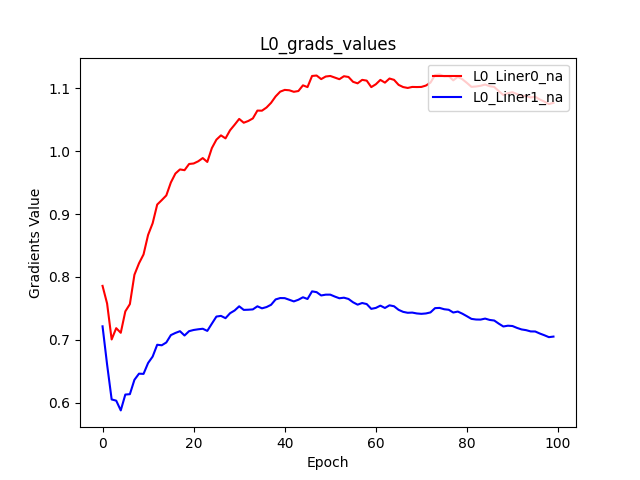 L0_grads_values
L0_Liner0_na
L0_Liner1_na
Gradients Value
1.1
1.0
0.9
0.8
0.7
0.6
0
20
40
60
80
100
Epoch